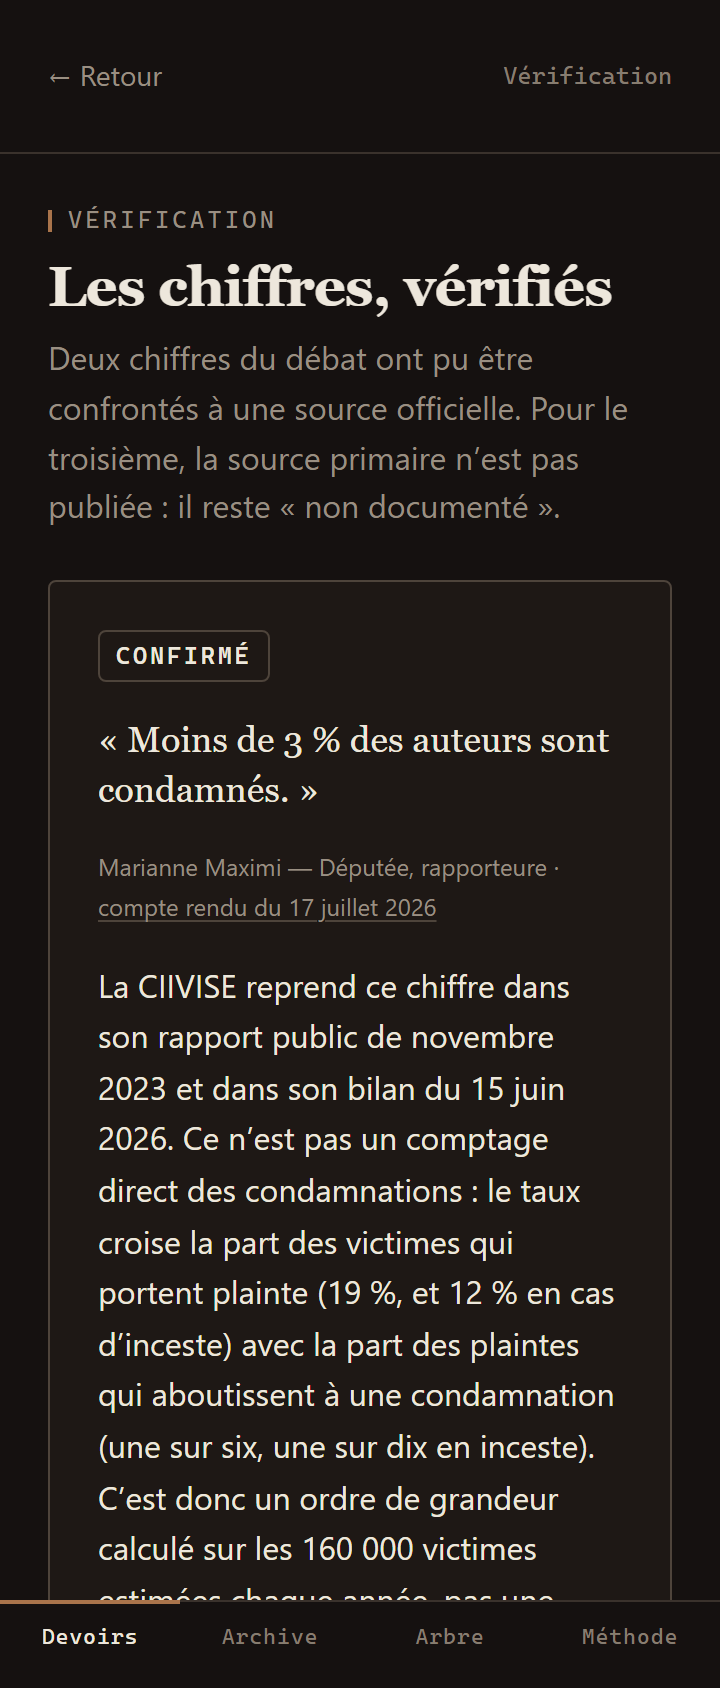 ← Retour
Vérification
VÉRIFICATION
Les chiffres, vérifiés
Deux chiffres du débat ont pu être
confrontés à une source officielle. Pour le
troisième, la source primaire n’est pas
publiée : il reste « non documenté ».
CONFIRMÉ
« Moins de 3 % des auteurs sont
condamnés. »
Marianne Maximi — Députée, rapporteure ·
compte rendu du 17 juillet 2026
La CIIVISE reprend ce chiffre dans
son rapport public de novembre
2023 et dans son bilan du 15 juin
2026. Ce n’est pas un comptage
direct des condamnations : le taux
croise la part des victimes qui
portent plainte (19 %, et 12 % en cas
d’inceste) avec la part des plaintes
qui aboutissent à une condamnation
(une sur six, une sur dix en inceste).
C’est donc un ordre de grandeur
calculé sur les 160 000 victimes
estimées chaque année, pas une
Devoirs
Archive
Arbre
Méthode